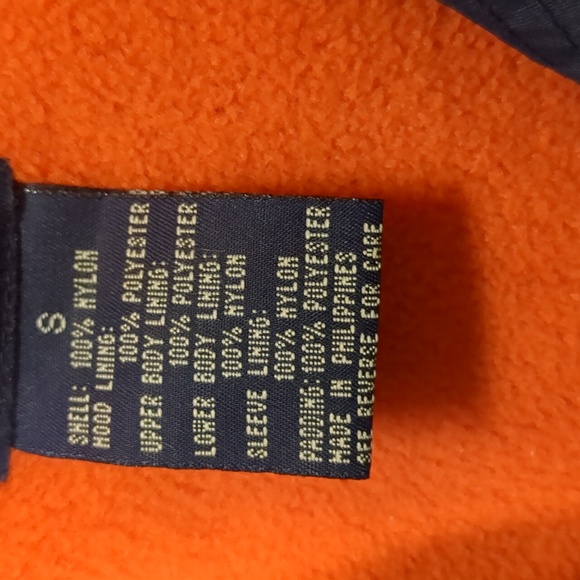 S
SHELL: 100% NYLON
HOOD LINING:
100% POLYESTER
UPPER BODY LINING:
100% POLYESTER
LOWER BODY LINING:
100% NYLON
SLEEVE LINING:
100% NYLON
PADDING: 100% POLYESTER
MADE IN PHILIPPINES
SEE REVERSE FOR CARE